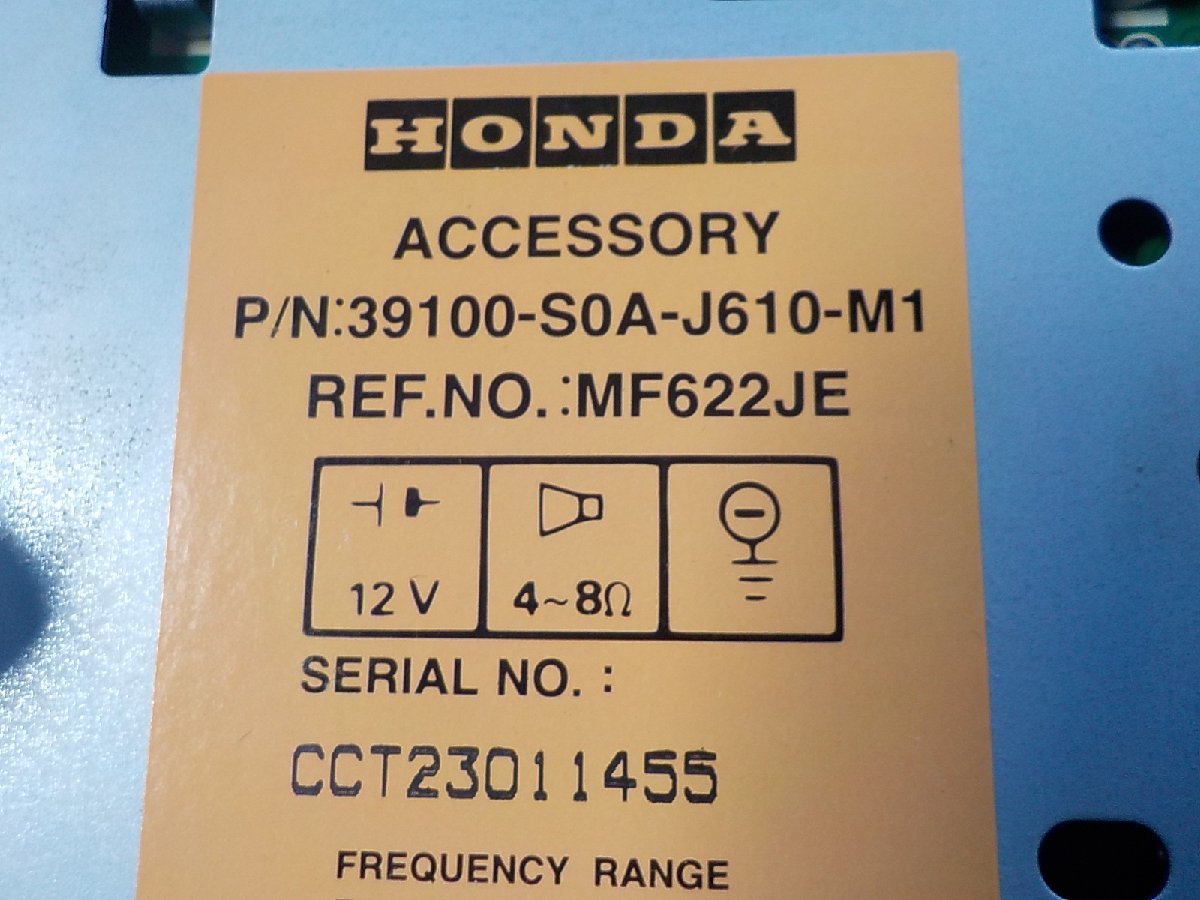 HONDA
ACCESSORY
P/N:39100-S0A-J610-M1
REF.NO.:MF622JE
12 V 4~8Ω
SERIAL NO. :
CCT23011455
FREQUENCY RANGE